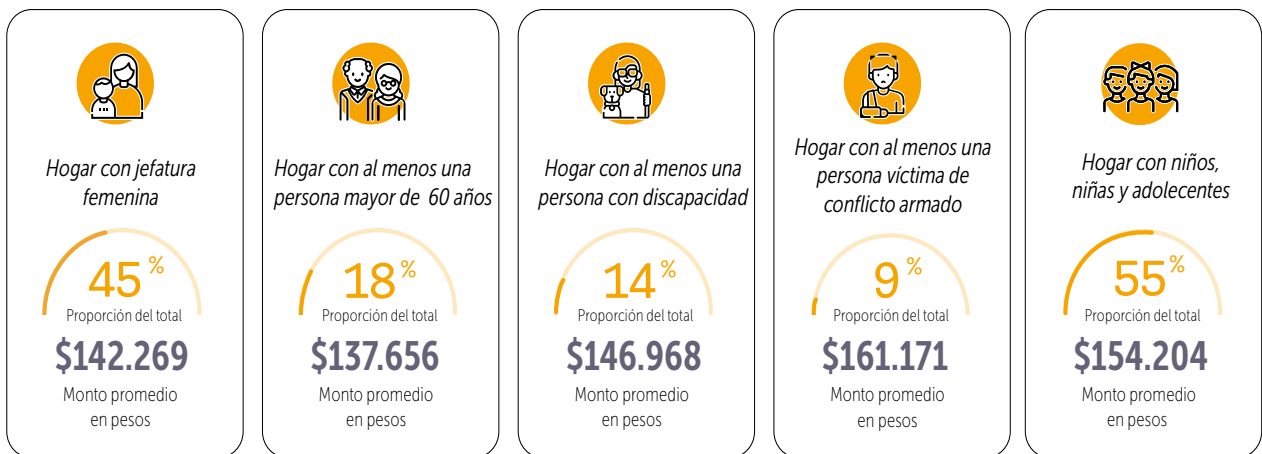 Hogar con jefatura
femenina
45%
Proporción del total
$142.269
Monto promedio
en pesos
Hogar con al menos una
persona mayor de 60 años
18%
Proporción del total
$137.656
Monto promedio
en pesos
Hogar con al menos una
persona con discapacidad
14%
Proporción del total
$146.968
Monto promedio
en pesos
Hogar con al menos una
persona víctima de
conflicto armado
9%
Proporción del total
$161.171
Monto promedio
en pesos
Hogar con niños,
niñas y adolecentes
55%
Proporción del total
$154.204
Monto promedio
en pesos